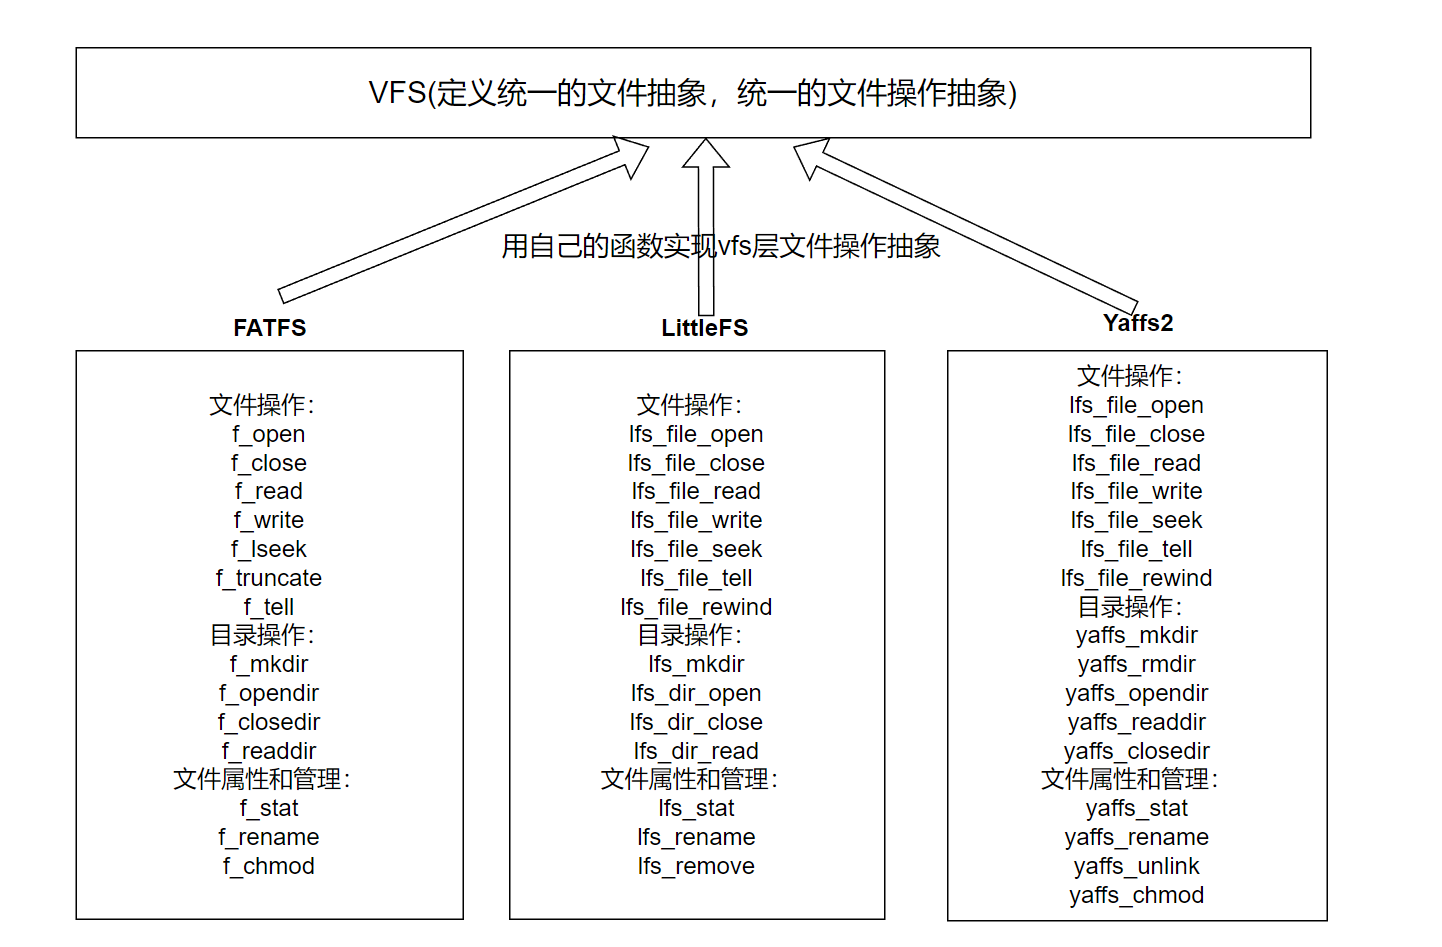 VFS(定义统一的文件抽象，统一的文件操作抽象)
用自己的函数实现vfs层文件操作抽象
FATFS
文件操作：
f_open
f_close
f_read
f_write
f_lseek
f_truncate
f_tell
目录操作：
f_mkdir
f_opendir
f_closedir
f_readdir
文件属性和管理：
f_stat
f_rename
f_chmod
LittleFS
文件操作：
lfs_file_open
lfs_file_close
lfs_file_read
lfs_file_write
lfs_file_seek
lfs_file_tell
lfs_file_rewind
目录操作：
lfs_mkdir
lfs_dir_open
lfs_dir_close
lfs_dir_read
文件属性和管理：
lfs_stat
lfs_rename
lfs_remove
Yaffs2
文件操作：
lfs_file_open
lfs_file_close
lfs_file_read
lfs_file_write
lfs_file_seek
lfs_file_tell
lfs_file_rewind
目录操作：
yaffs_mkdir
yaffs_rmdir
yaffs_opendir
yaffs_readdir
yaffs_closedir
文件属性和管理：
yaffs_stat
yaffs_rename
yaffs_unlink
yaffs_chmod